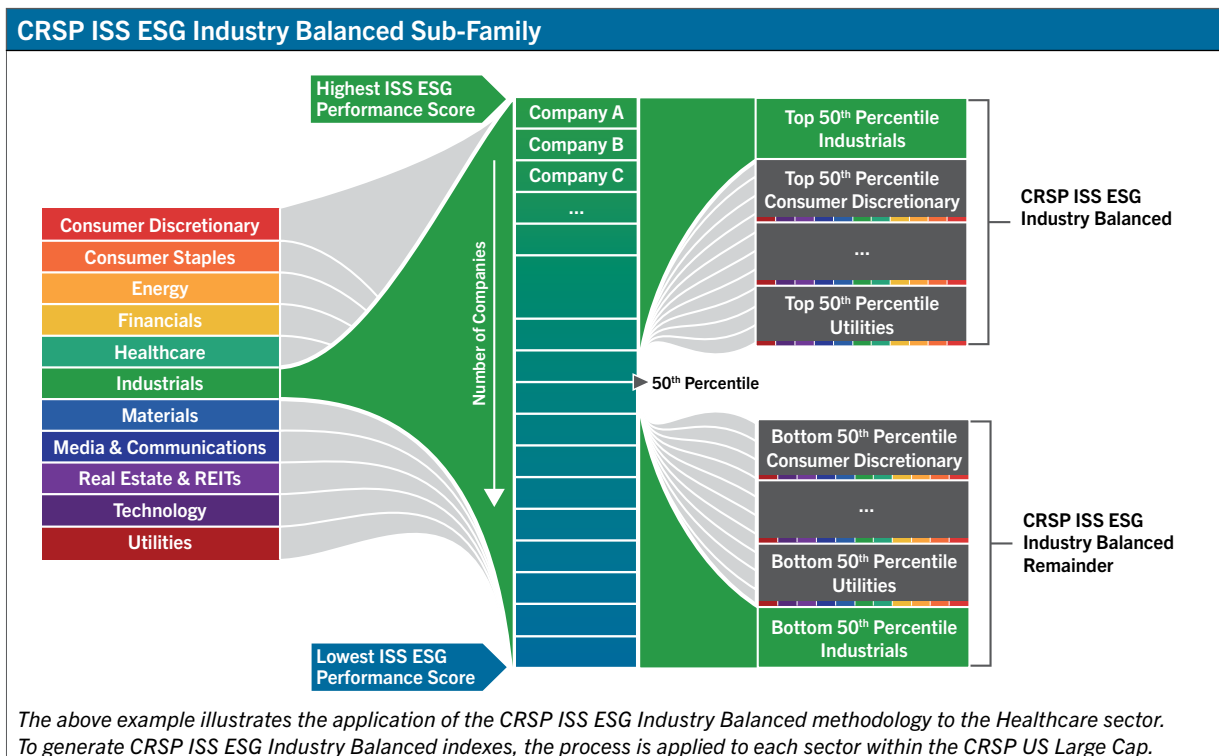 CRSP ISS ESG Industry Balanced Sub-Family
Highest ISS ESG
Performance Score
Consumer Discretionary
Consumer Staples
Energy
Financials
Healthcare
Industrials
Materials
Media & Communications
Real Estate & REITs
Technology
Utilities
Lowest ISS ESG
Performance Score
Number of Companies
Company A
Company B
Company C
...
50th Percentile
Top 50th Percentile
Industrials
Top 50th Percentile
Consumer Discretionary
...
Top 50th Percentile
Utilities
CRSP ISS ESG
Industry Balanced
Bottom 50th Percentile
Consumer Discretionary
...
Bottom 50th Percentile
Utilities
Bottom 50th Percentile
Industrials
CRSP ISS ESG
Industry Balanced
Remainder
The above example illustrates the application of the CRSP ISS ESG Industry Balanced methodology to the Healthcare sector.
To generate CRSP ISS ESG Industry Balanced indexes, the process is applied to each sector within the CRSP US Large Cap.